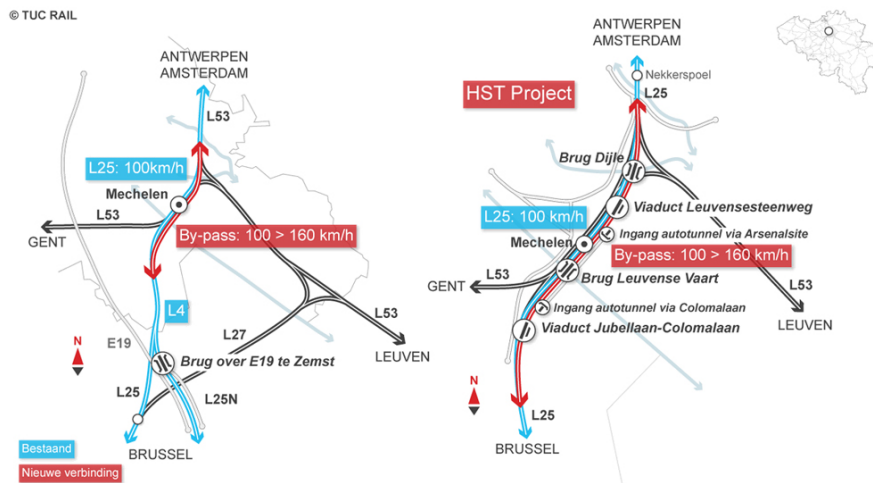 © TUC RAIL
ANTWERPEN
AMSTERDAM
L53
L25: 100km/h
Mechelen
L53
GENT
By-pass: 100 > 160 km/h
L4
L53
L27
E19
LEUVEN
N
Brug over E19 te Zemst
L25
L25N
BRUSSEL
Bestaand
Nieuwe verbinding
ANTWERPEN
AMSTERDAM
Nekkerspoel
L25
HST Project
Brug Dijle
Viaduct Leuvensesteenweg
L25: 100 km/h
Ingang autotunnel via Arsenalsite
Mechelen
By-pass: 100 > 160 km/h
Brug Leuvense Vaart
L53
GENT
L53
Ingang autotunnel via Colomalaan
LEUVEN
Viaduct Jubellaan-Colomalaan
N
L25
BRUSSEL